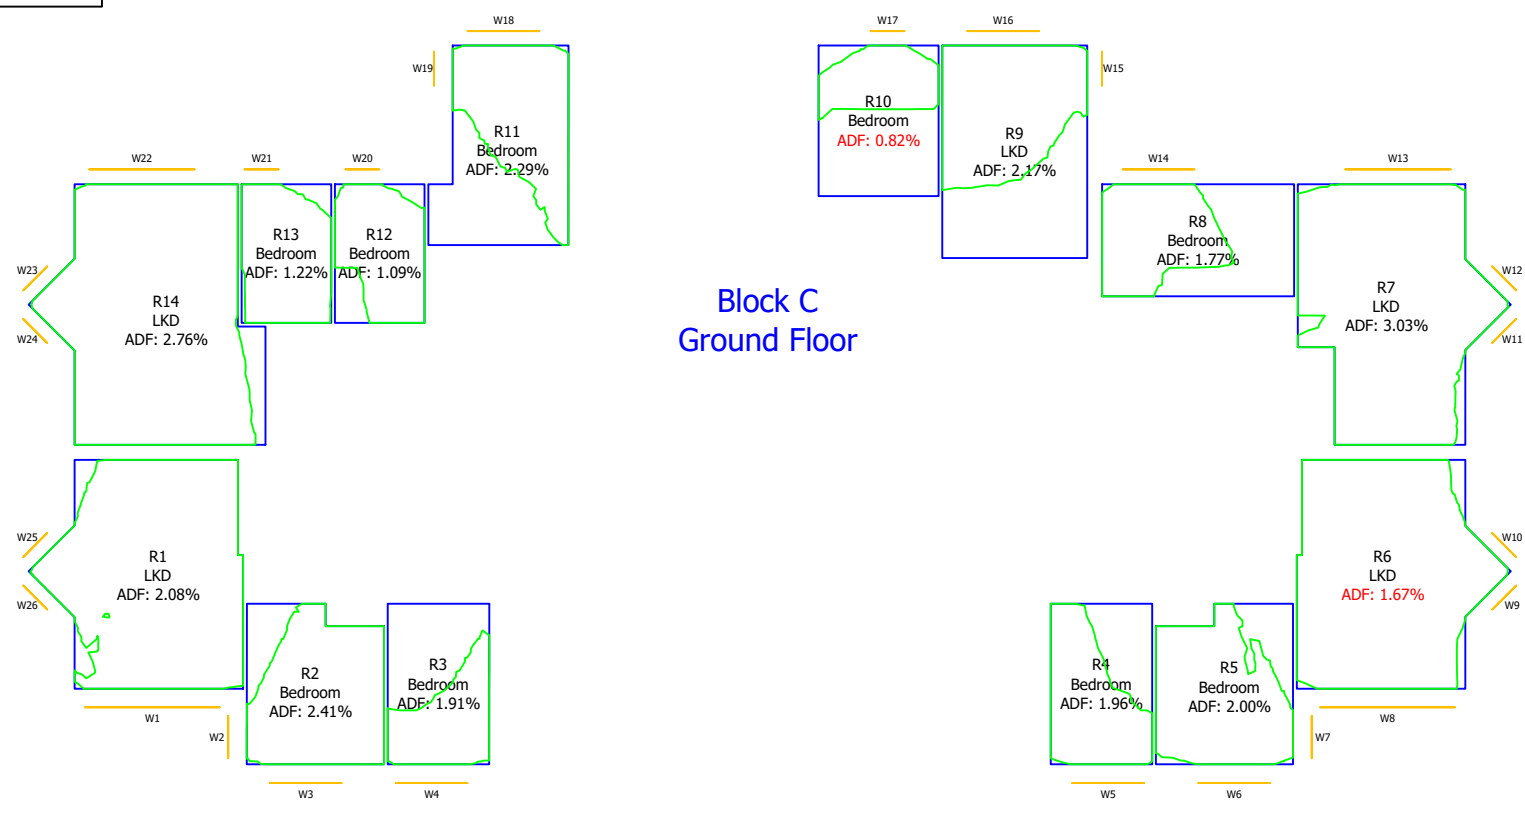 W18
W17
W16
W19
W15
R11
Bedroom
ADF: 2.29%
R10
Bedroom
ADF: 0.82%
R9
LKD
ADF: 2.17%
W22
W21
W20
W14
W13
R13
Bedroom
ADF: 1.22%
R12
Bedroom
ADF: 1.09%
R8
Bedroom
ADF: 1.77%
W23
R14
LKD
ADF: 2.76%
W24
Block C
Ground Floor
R7
LKD
ADF: 3.03%
W12
W11
W25
R1
LKD
ADF: 2.08%
W26
R6
LKD
ADF: 1.67%
W10
W9
R2
Bedroom
ADF: 2.41%
R3
Bedroom
ADF: 1.91%
R4
Bedroom
ADF: 1.96%
R5
Bedroom
ADF: 2.00%
W1
W2
W8
W7
W3
W4
W5
W6